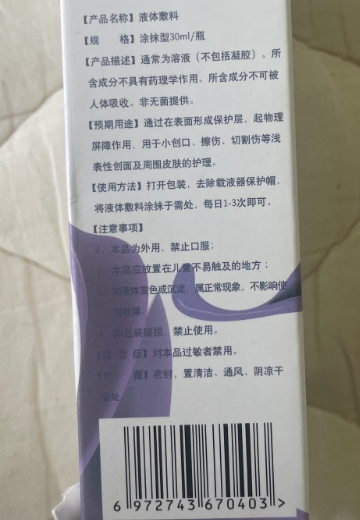 【产品名称】液体敷料
【规 格】涂抹型30ml/瓶
【产品描述】通常为溶液（不包括凝胶）。所
含成分不具有药理学作用，所含成分不可被
人体吸收。非无菌提供。
【预期用途】通过在表面形成保护层，起物理
屏障作用。用于小创口、擦伤、切割伤等浅
表性创面及周围皮肤的护理。
【使用方法】打开包装，去除载液器保护帽，
将液体敷料涂抹于需处，每日1-3次即可。
【注意事项】
1、本品为外用，禁止口服；
2、本品应放置在儿童不易触及的地方；
3、如液体变色或沉淀，属正常现象，不影响使
用效果；
4、如包装破损，禁止使用。
【禁忌症】对本品过敏者禁用。
【贮 藏】密封，置清洁、通风、阴凉干
燥处。
6 972743 670403 >